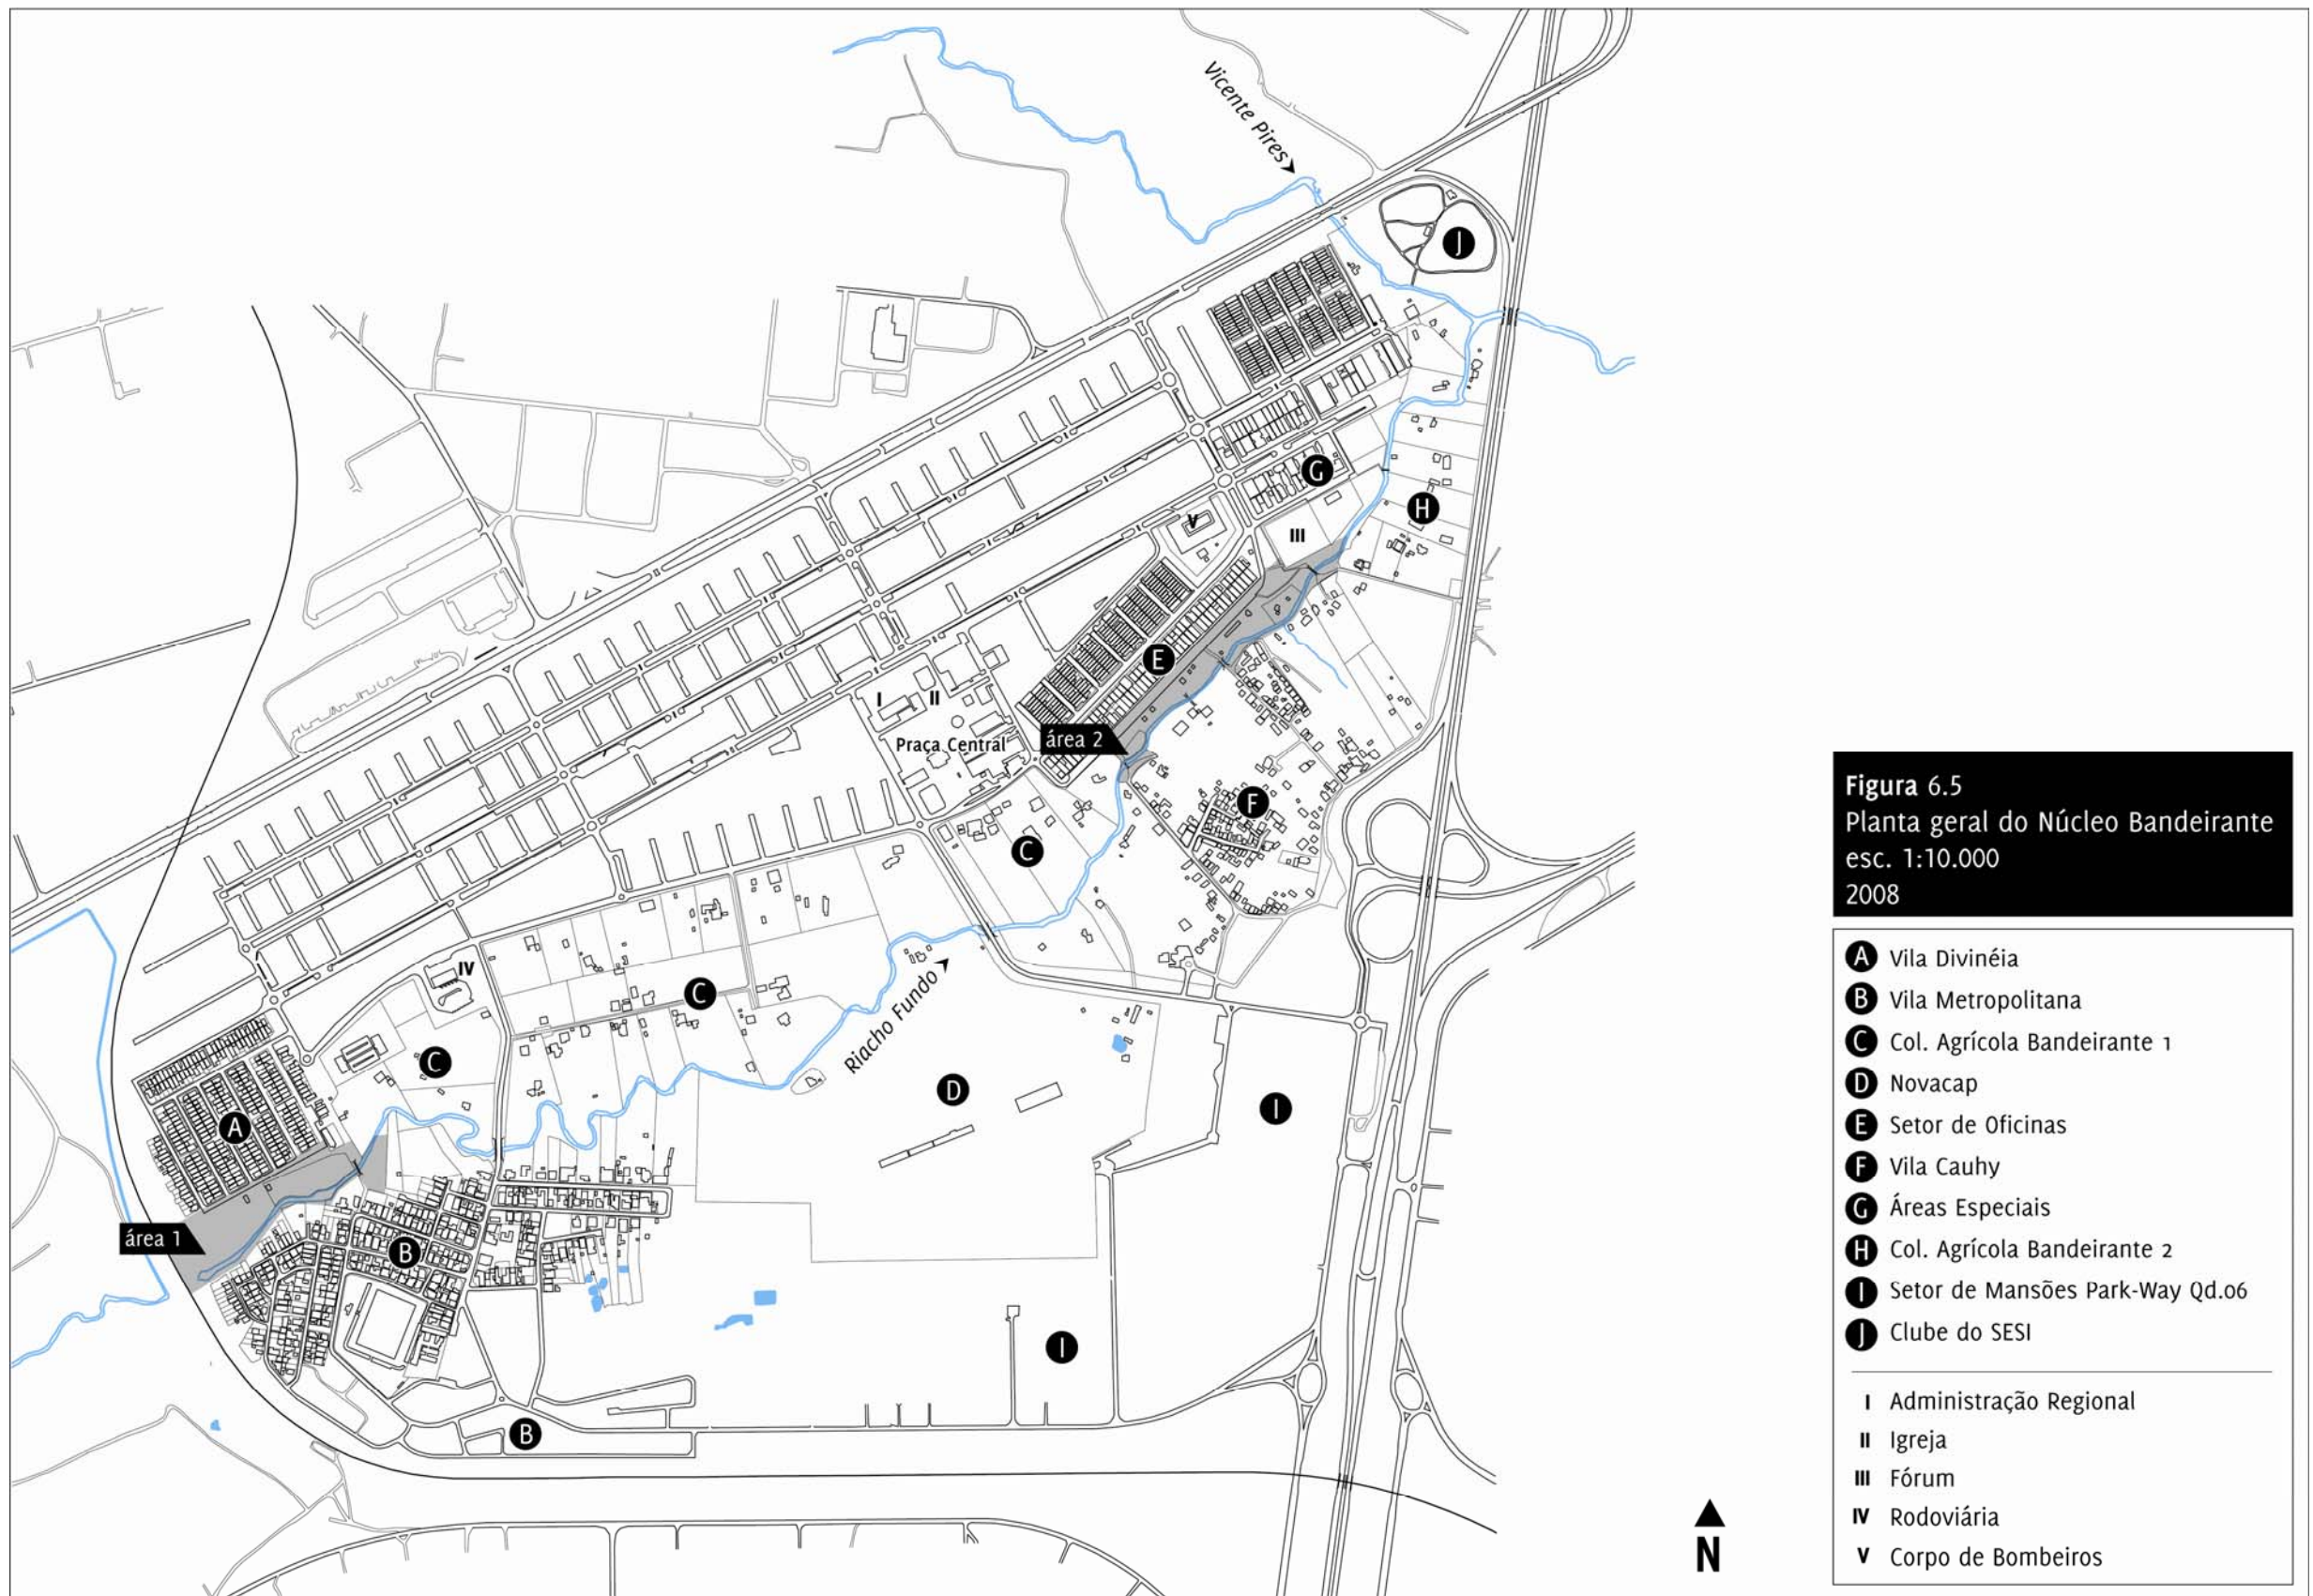 Vicente Pires
J
G
H
V
III
E
I
II
Praça Central
área 2
F
C
IV
C
Riacho Fundo
C
D
I
A
área 1
B
I
B
N
Figura 6.5
Planta geral do Núcleo Bandeirante
esc. 1:10.000
2008
A Vila Divinéia
B Vila Metropolitana
C Col. Agrícola Bandeirante 1
D Novacap
E Setor de Oficinas
F Vila Cauhy
G Áreas Especiais
H Col. Agrícola Bandeirante 2
I Setor de Mansões Park-Way Qd.06
J Clube do SESI
I Administração Regional
II Igreja
III Fórum
IV Rodoviária
V Corpo de Bombeiros